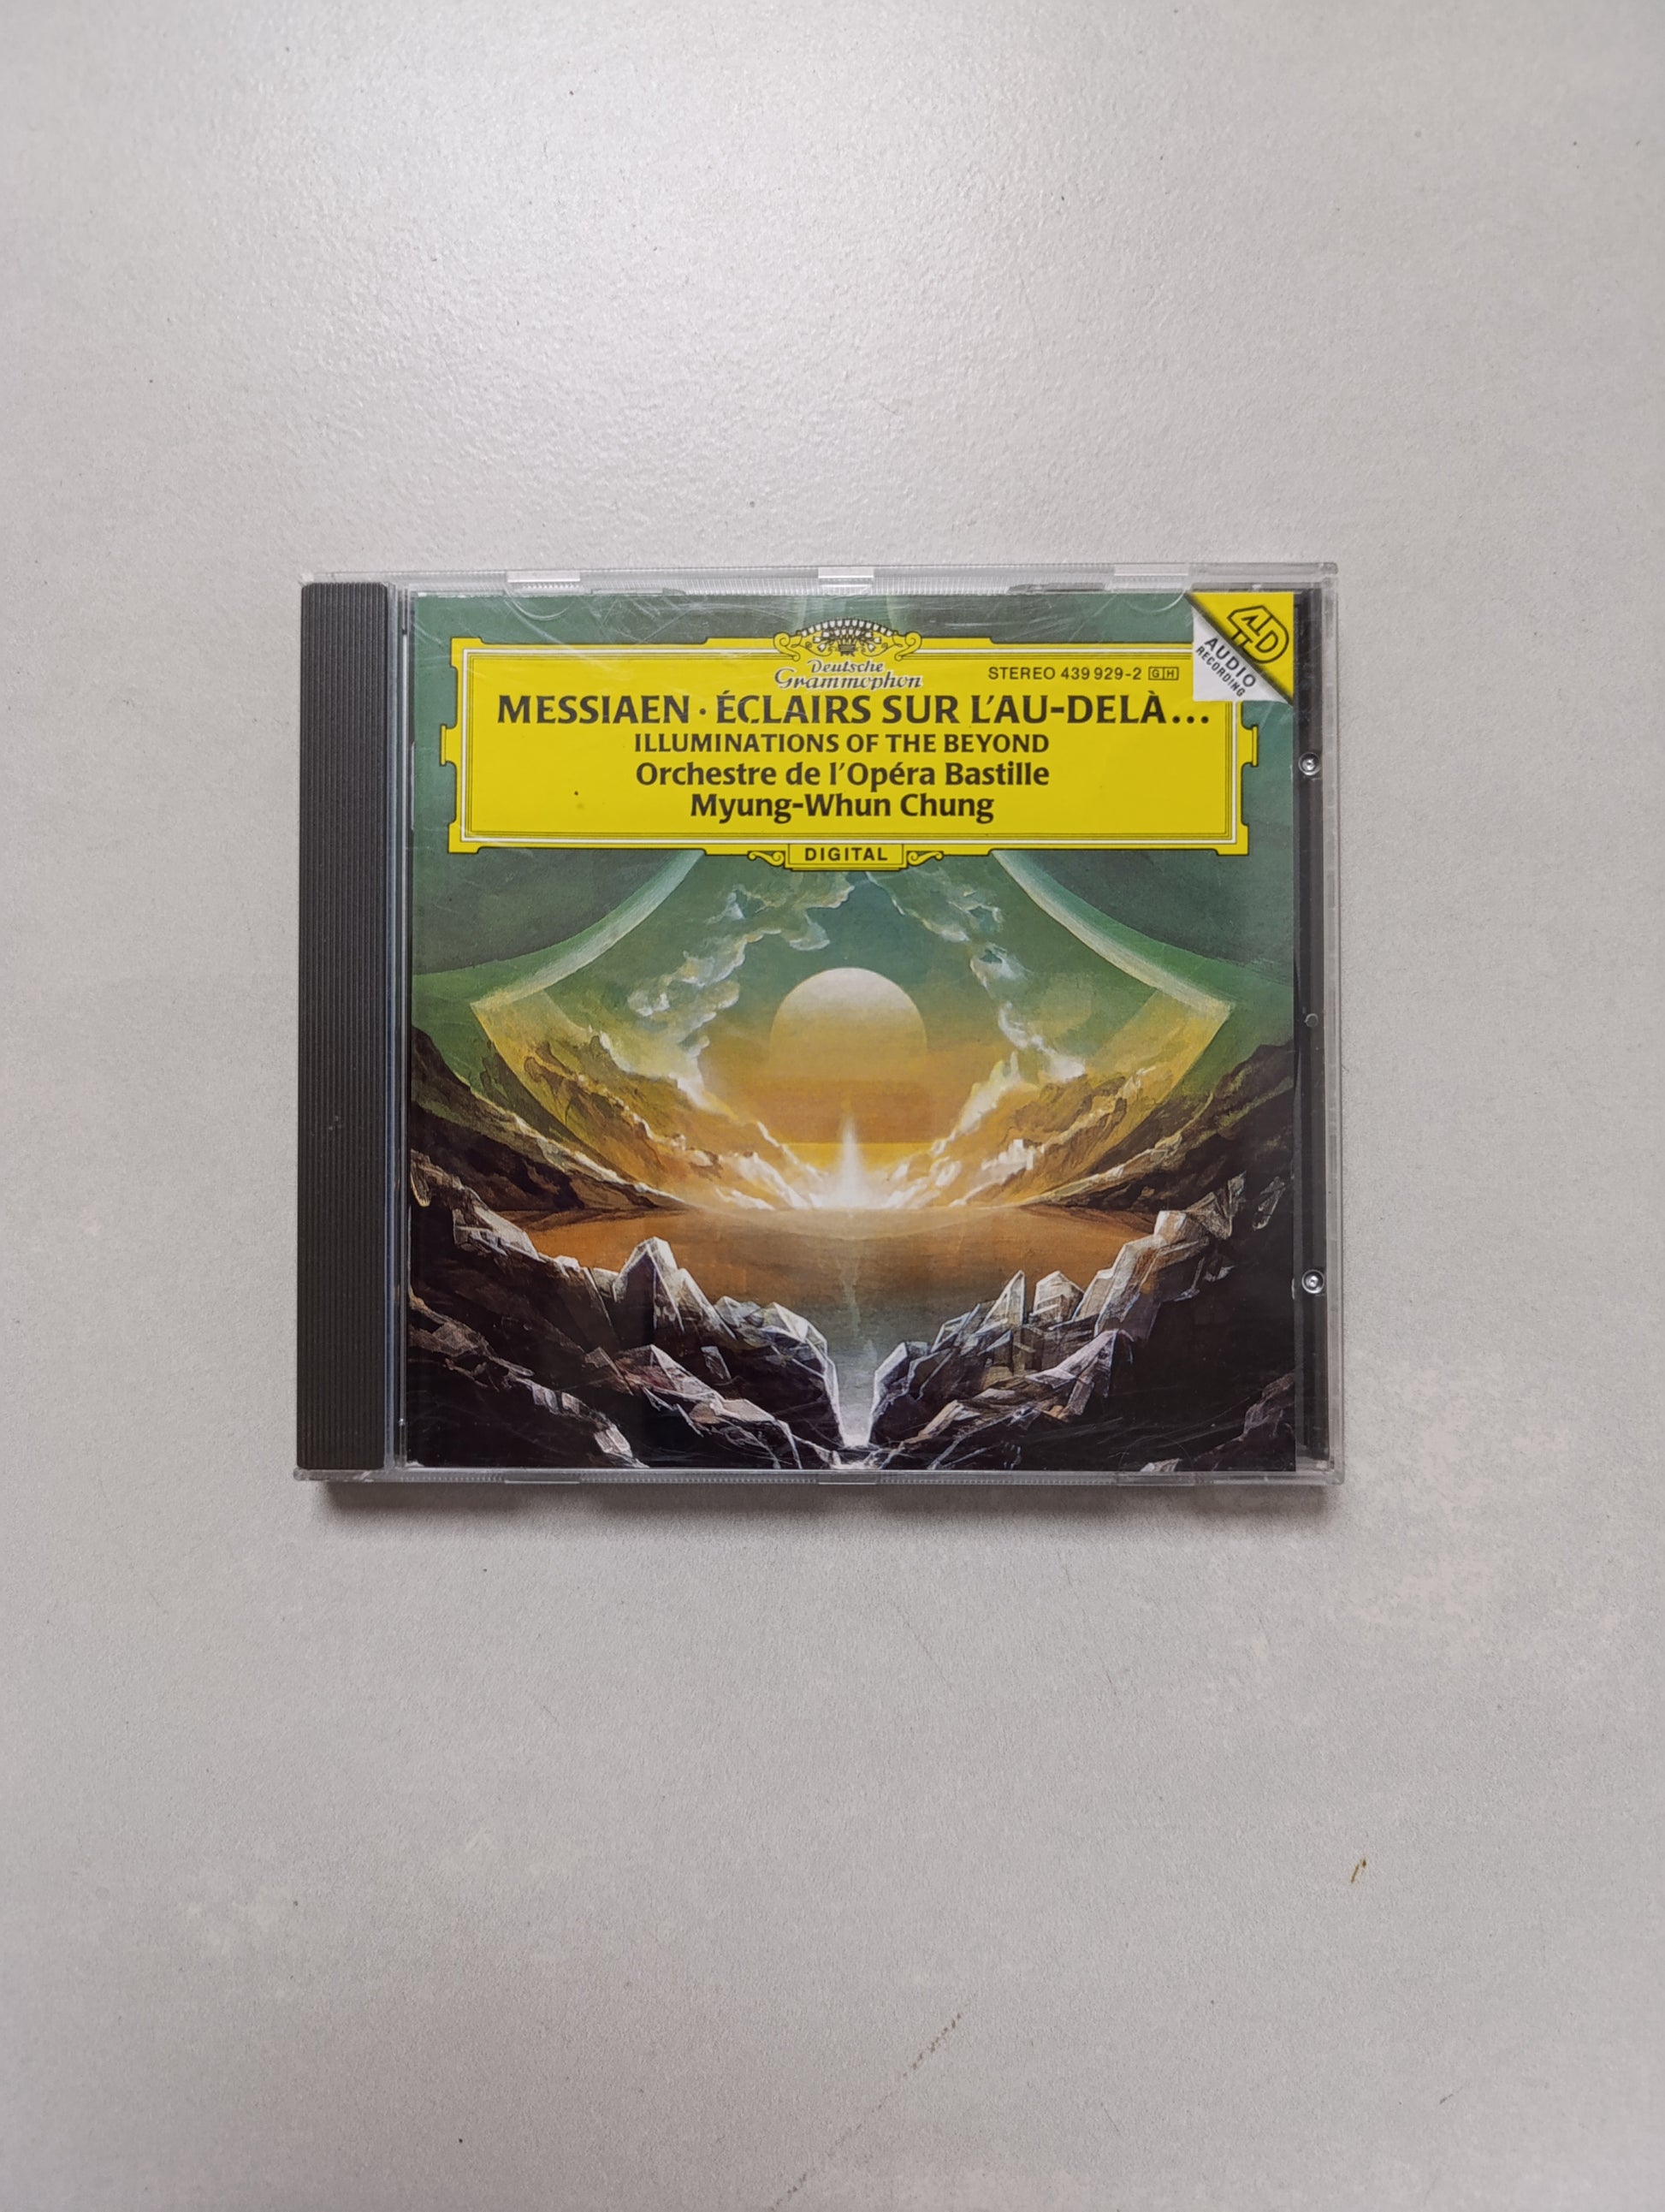 Deutsche
Grammophon
STEREO 439 929-2 GH
4D
AUDIO
RECORDING
MESSIAEN · ÉCLAIRS SUR L'AU-DELÀ...
ILLUMINATIONS OF THE BEYOND
Orchestre de l'Opéra Bastille
Myung-Whun Chung
DIGITAL